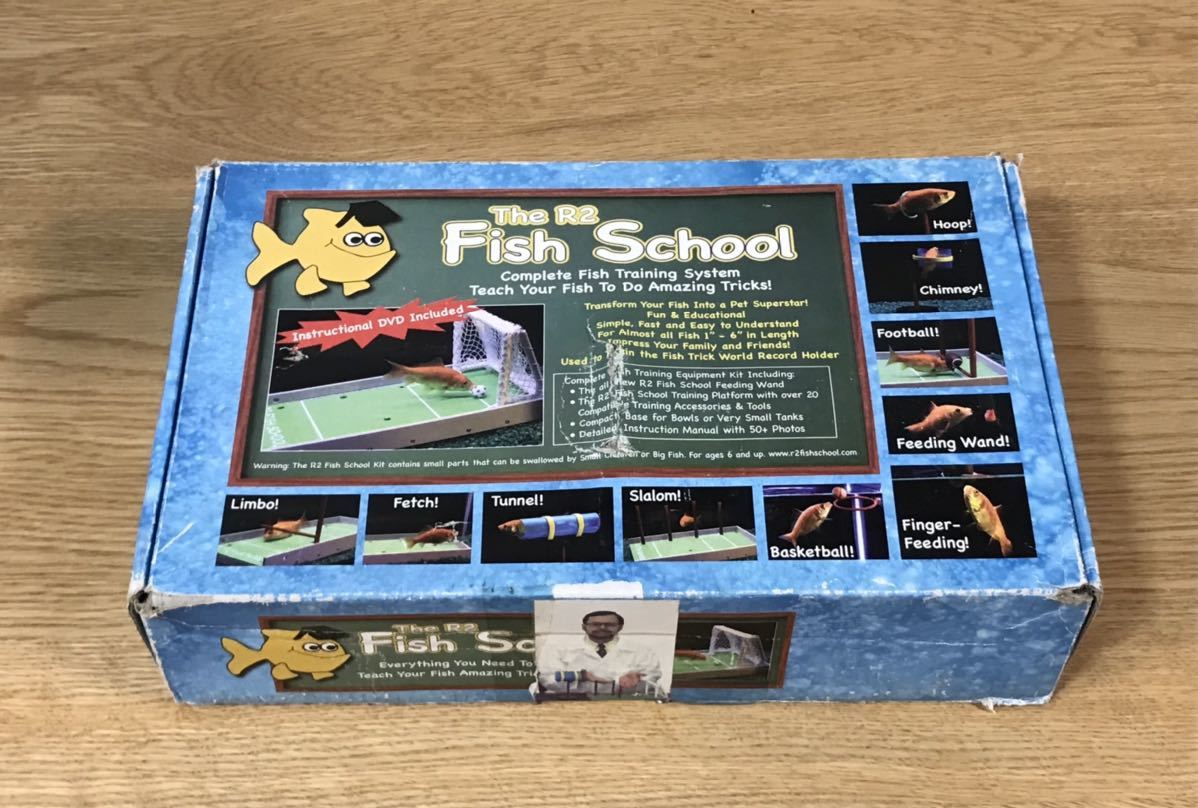 The R2
Fish School
Complete Fish Training System
Teach Your Fish To Do Amazing Tricks!
Instructional DVD Included
Transform Your Fish Into a Pet Superstar!
Fun & Educational
Simple, Fast and Easy to Understand
For Almost all Fish 1" - 6" in Length
Impress Your Family and Friends!
Used to in the Fish Trick World Record Holder
Complete Training Equipment Kit Including:
• The all New R2 Fish School Feeding Wand
• The R2 Fish School Training Platform with over 20
Training Accessories & Tools
• Compact Base for Bowls or Very Small Tanks
• Detailed Instruction Manual with 50+ Photos
Warning: The R2 Fish School Kit contains small parts that can be swallowed by Small Children or Big Fish. For ages 6 and up. www.r2fishschool.com
Hoop!
Chimney!
Football!
Feeding Wand!
Finger-
Feeding!
Limbo!
Fetch!
Tunnel!
Slalom!
Basketball!
The R2
Fish Sc
Everything You Need To
Teach Your Fish Amazing Tri